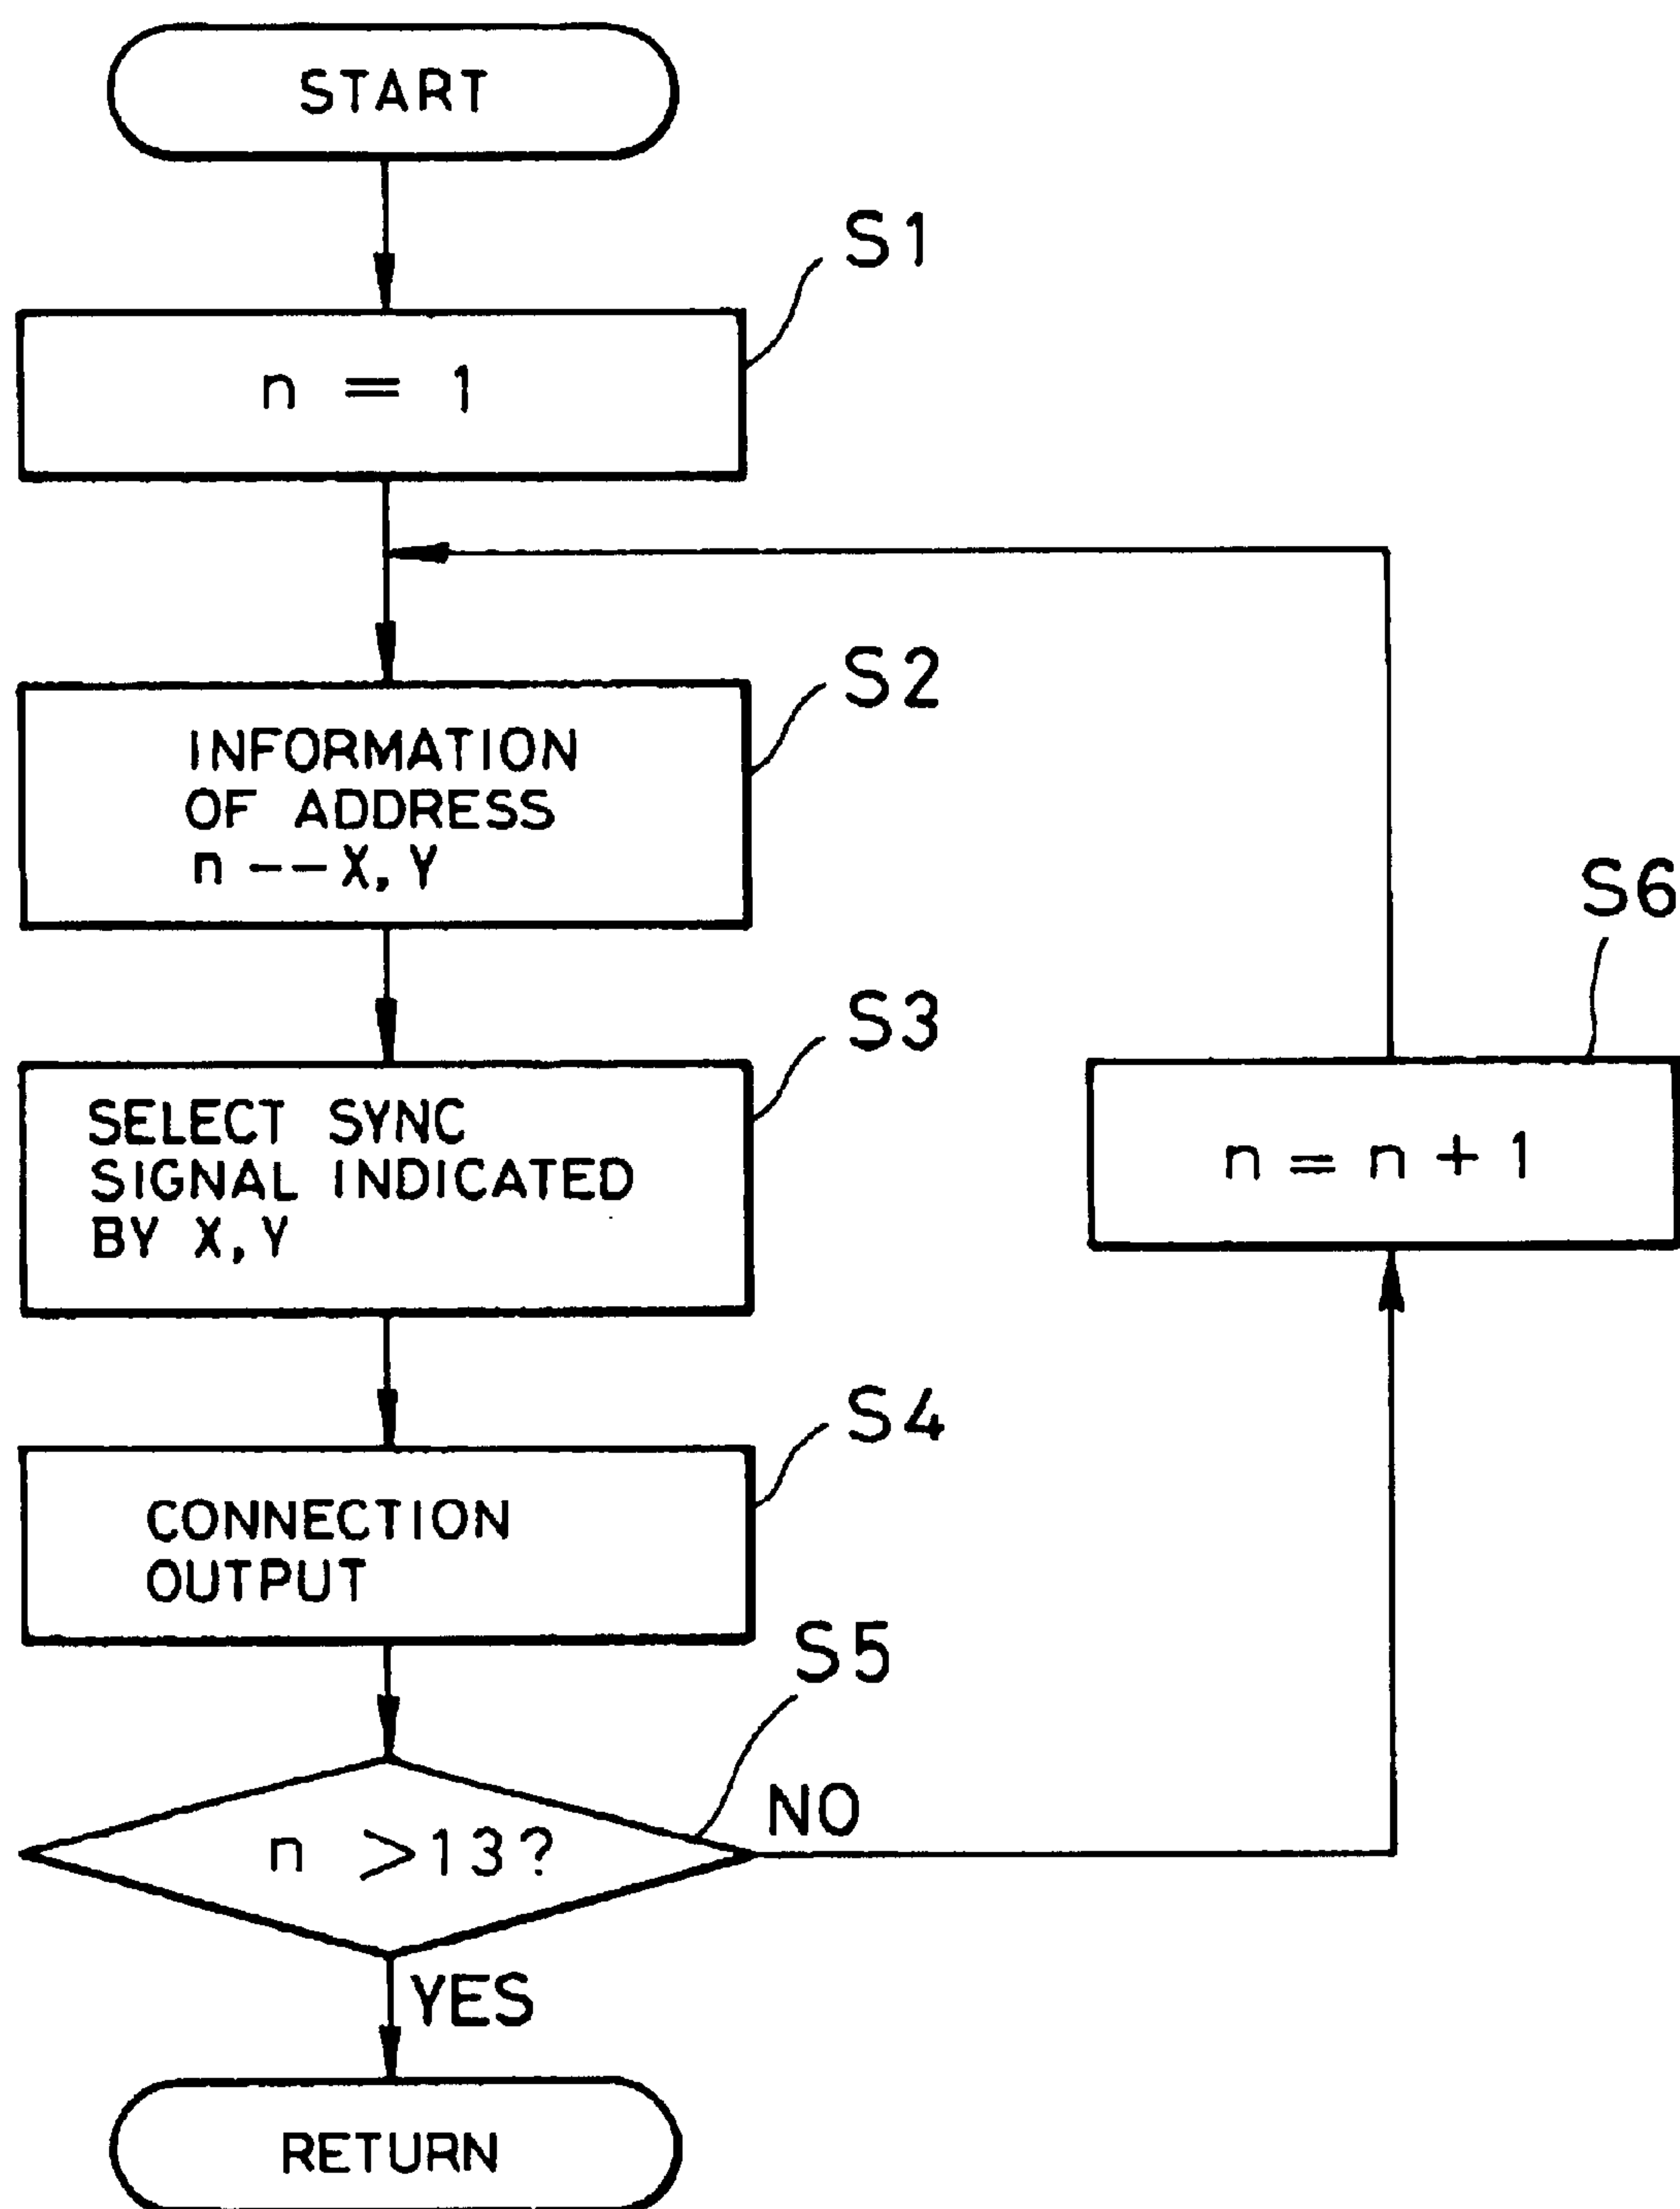 START
S1
n = 1
S2
INFORMATION
OF ADDRESS
n --X, Y
S3
SELECT SYNC
SIGNAL INDICATED
BY X, Y
S4
CONNECTION
OUTPUT
S5
n >13?
NO
S6
n = n + 1
YES
RETURN